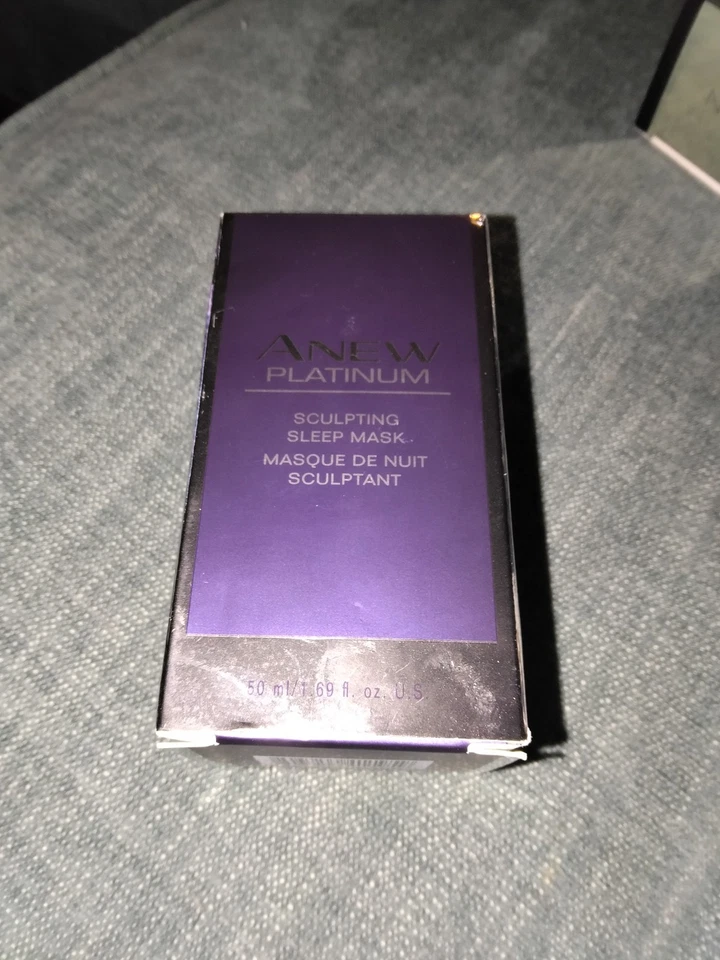 ANEW
PLATINUM
SCULPTING
SLEEP MASK
MASQUE DE NUIT
SCULPTANT
50 ml/1.69 fl. oz. U.S.